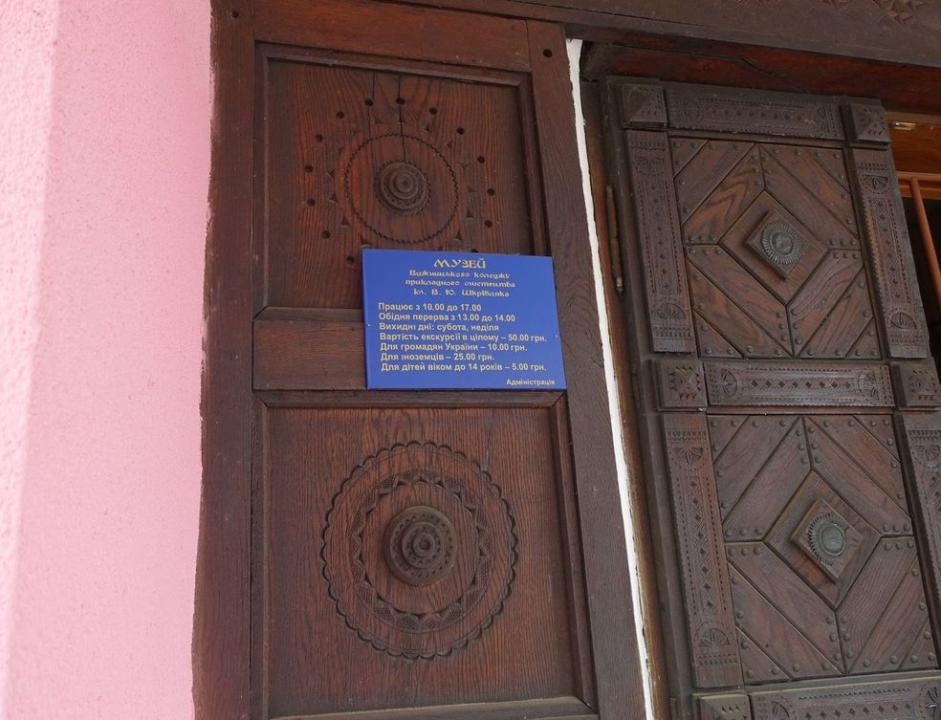 МУЗЕЙ
Вижницького коледжу
прикладного мистецтва
ім. В. Ю. Шкрібляка
Працює з 10.00 до 17.00
Обідня перерва з 13.00 до 14.00
Вихидні дні: субота, неділя
Вартість екскурсії в цілому – 50.00 грн.
Для громадян України – 10.00 грн.
Для іноземців – 25.00 грн.
Для дітей віком до 14 років – 5.00 грн.
Адміністрація